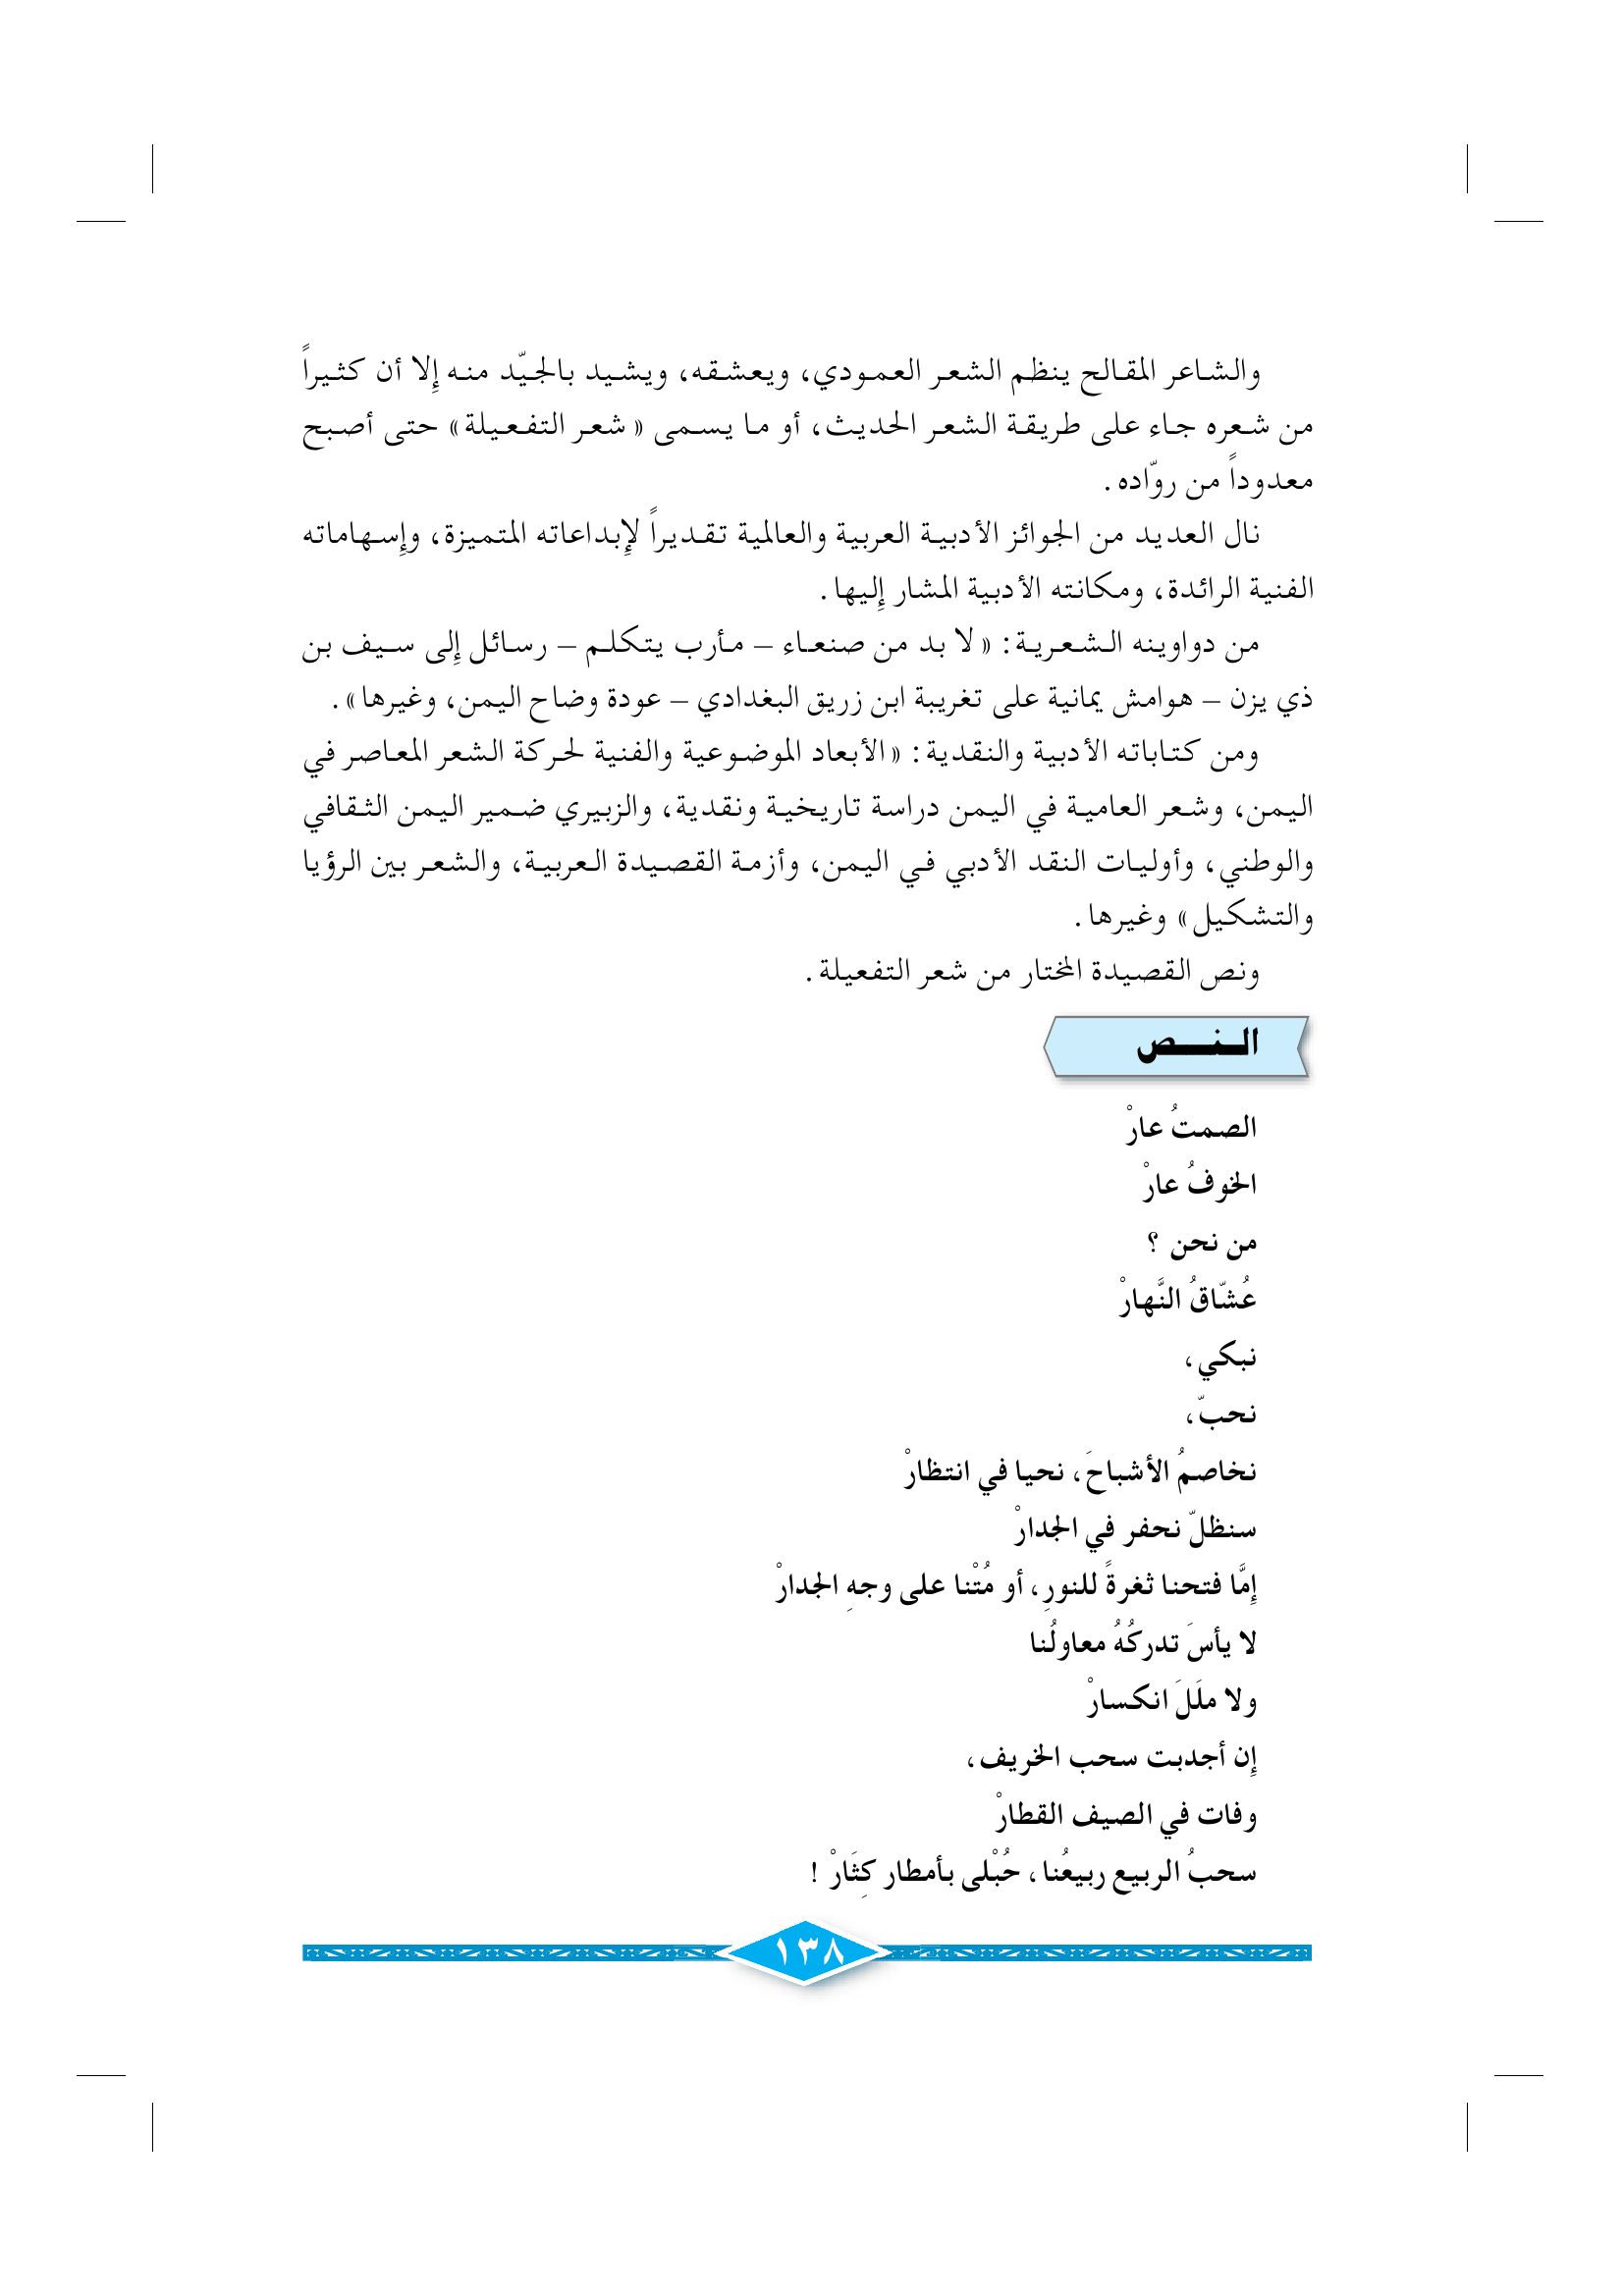 والشاعر المقالح ينظم الشعر العمودي، ويعشقه، ويشيد بالجيّد منه إِلا أن كثيراً
من شعره جاء على طريقة الشعر الحديث، أو ما يسمى «شعر التفعيلة» حتى أصبح
معدوداً من روّاده.
نال العديد من الجوائز الأدبية العربية والعالمية تقديراً لإِبداعاته المتميزة، وإِسهاماته
الفنية الرائدة، ومكانته الأدبية المشار إِليها.
من دواوينه الشعرية: «لا بد من صنعاء – مأرب يتكلم – رسائل إِلى سيف بن
ذي يزن – هوامش يمانية على تغريبة ابن زريق البغدادي – عودة وضاح اليمن، وغيرها».
ومن كتاباته الأدبية والنقدية: «الأبعاد الموضوعية والفنية لحركة الشعر المعاصر في
اليمن، وشعر العامية في اليمن دراسة تاريخية ونقدية، والزبيري ضمير اليمن الثقافي
والوطني، وأوليات النقد الأدبي في اليمن، وأزمة القصيدة العربية، والشعر بين الرؤيا
والتشكيل» وغيرها.
ونص القصيدة المختار من شعر التفعيلة.
النص
الصمتُ عارْ
الخوفُ عارْ
من نحن ؟
عُشّاقُ النَّهارْ
نبكي،
نحبّ،
نخاصمُ الأشباحَ، نحيا في انتظارْ
سنظلّ نحفر في الجدارْ
إِمَّا فتحنا ثغرةً للنورِ، أو مُتْنا على وجهِ الجدارْ
لا يأسَ تدركُهُ معاولُنا
ولا ملَلَ انكسارْ
إِن أجدبت سحب الخريف،
وفات في الصيف القطارْ
سحبُ الربيع ربيعُنا، حُبْلى بأمطار كِثَارْ !
١٣٨